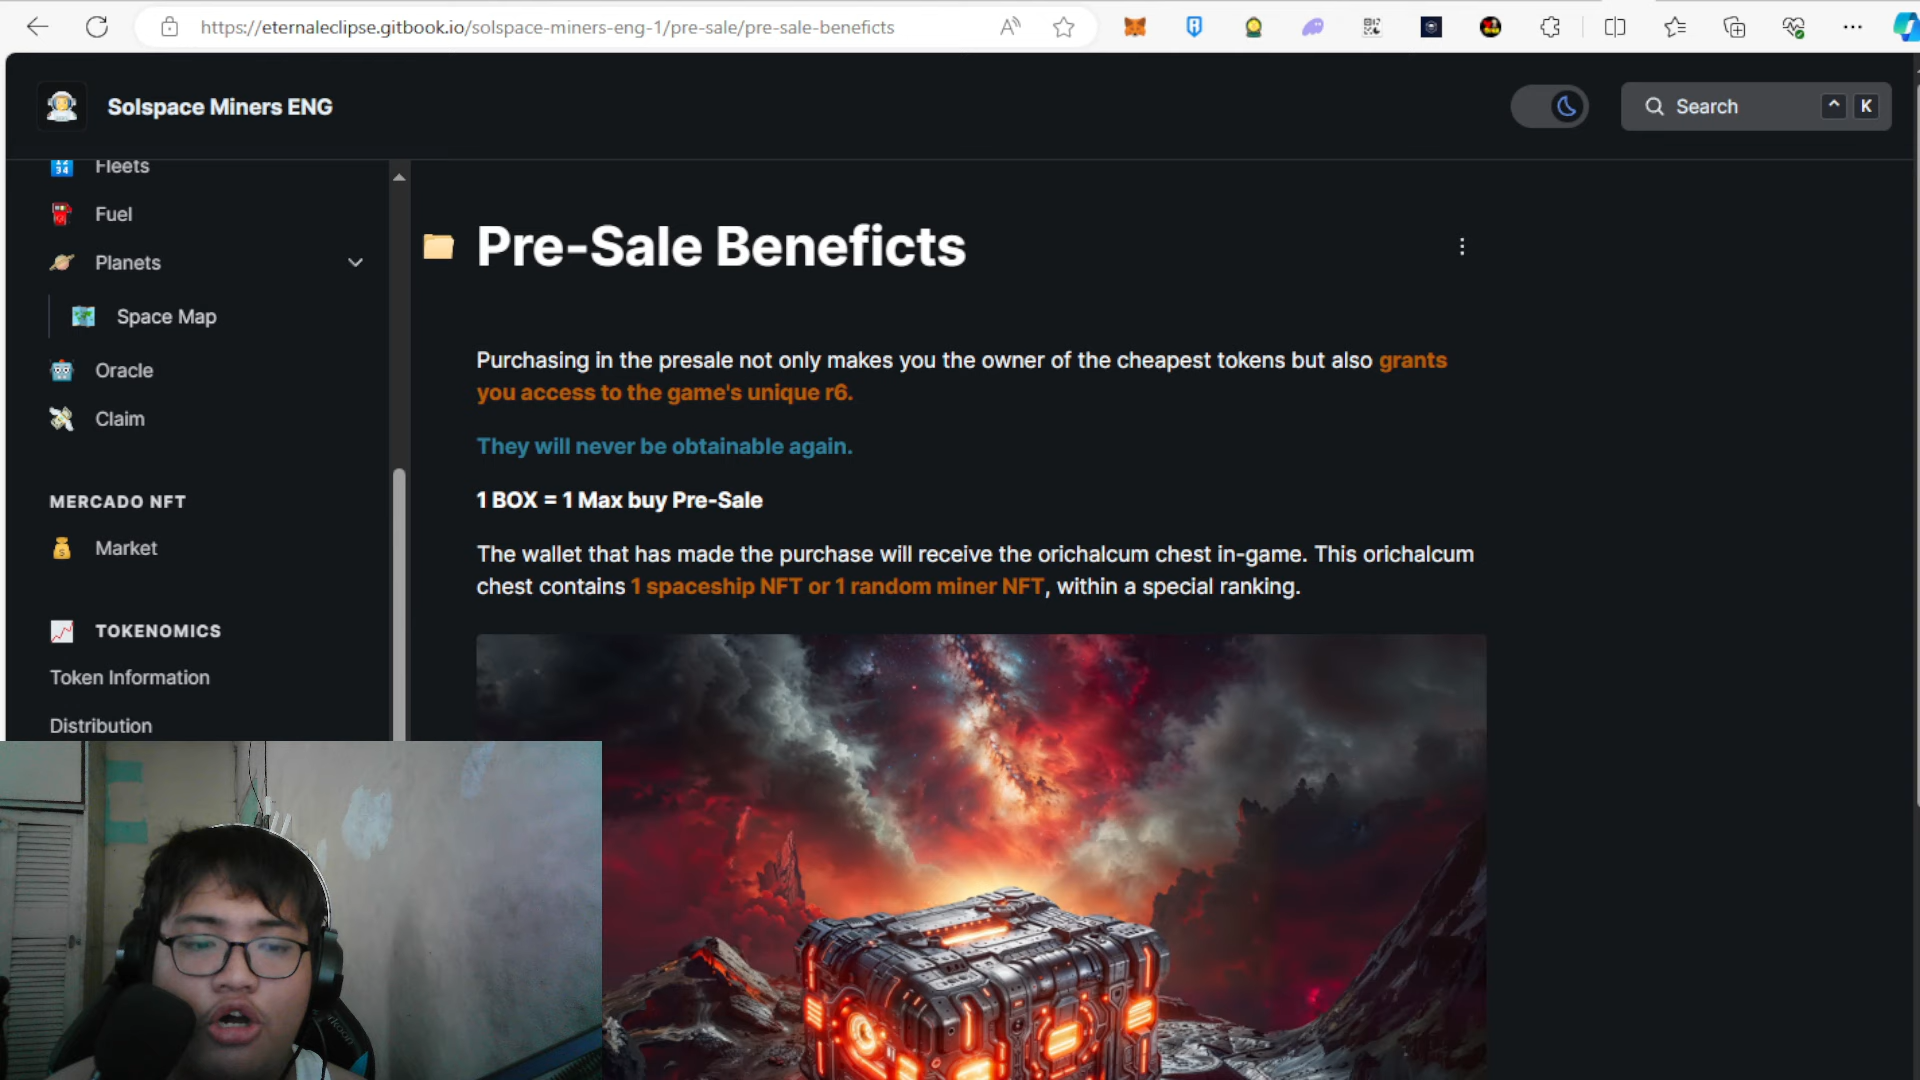 https://eternaleclipse.gitbook.io/solspace-miners-eng-1/pre-sale/pre-sale-beneficts
Solspace Miners ENG
Search
^ K
Fleets
Fuel
Planets
Space Map
Oracle
Claim
MERCADO NFT
Market
TOKENOMICS
Token Information
Distribution
Pre-Sale Beneficts
Purchasing in the presale not only makes you the owner of the cheapest tokens but also grants
you access to the game's unique r6.
They will never be obtainable again.
1 BOX = 1 Max buy Pre-Sale
The wallet that has made the purchase will receive the orichalcum chest in-game. This orichalcum
chest contains 1 spaceship NFT or 1 random miner NFT, within a special ranking.